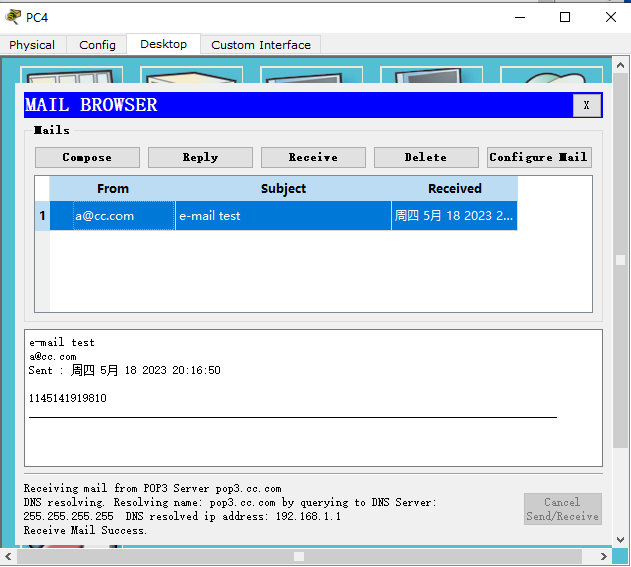 PC4
Physical Config Desktop Custom Interface
MAIL BROWSER X
Mails
Compose Reply Receive Delete Configure Mail
From Subject Received
1 a@cc.com e-mail test 周四 5月 18 2023 2...
e-mail test
a@cc.com
Sent : 周四 5月 18 2023 20:16:50
1145141919810
Receiving mail from POP3 Server pop3.cc.com
DNS resolving. Resolving name: pop3.cc.com by querying to DNS Server:
255.255.255.255 DNS resolved ip address: 192.168.1.1
Receive Mail Success.
Cancel
Send/Receive